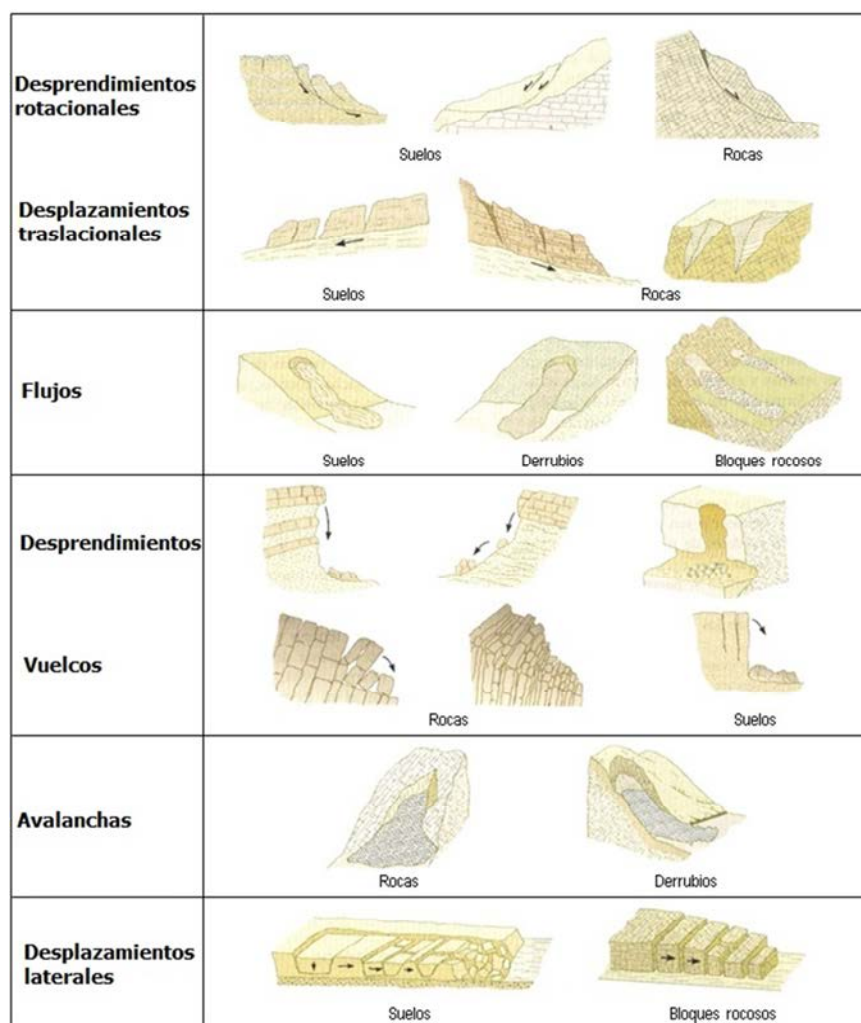 Desprendimientos
rotacionales
Suelos
Rocas
Desplazamientos
traslacionales
Suelos
Rocas
Flujos
Suelos
Derrubios
Bloques rocosos
Desprendimientos
Vuelcos
Rocas
Suelos
Avalanchas
Rocas
Derrubios
Desplazamientos
laterales
Suelos
Bloques rocosos